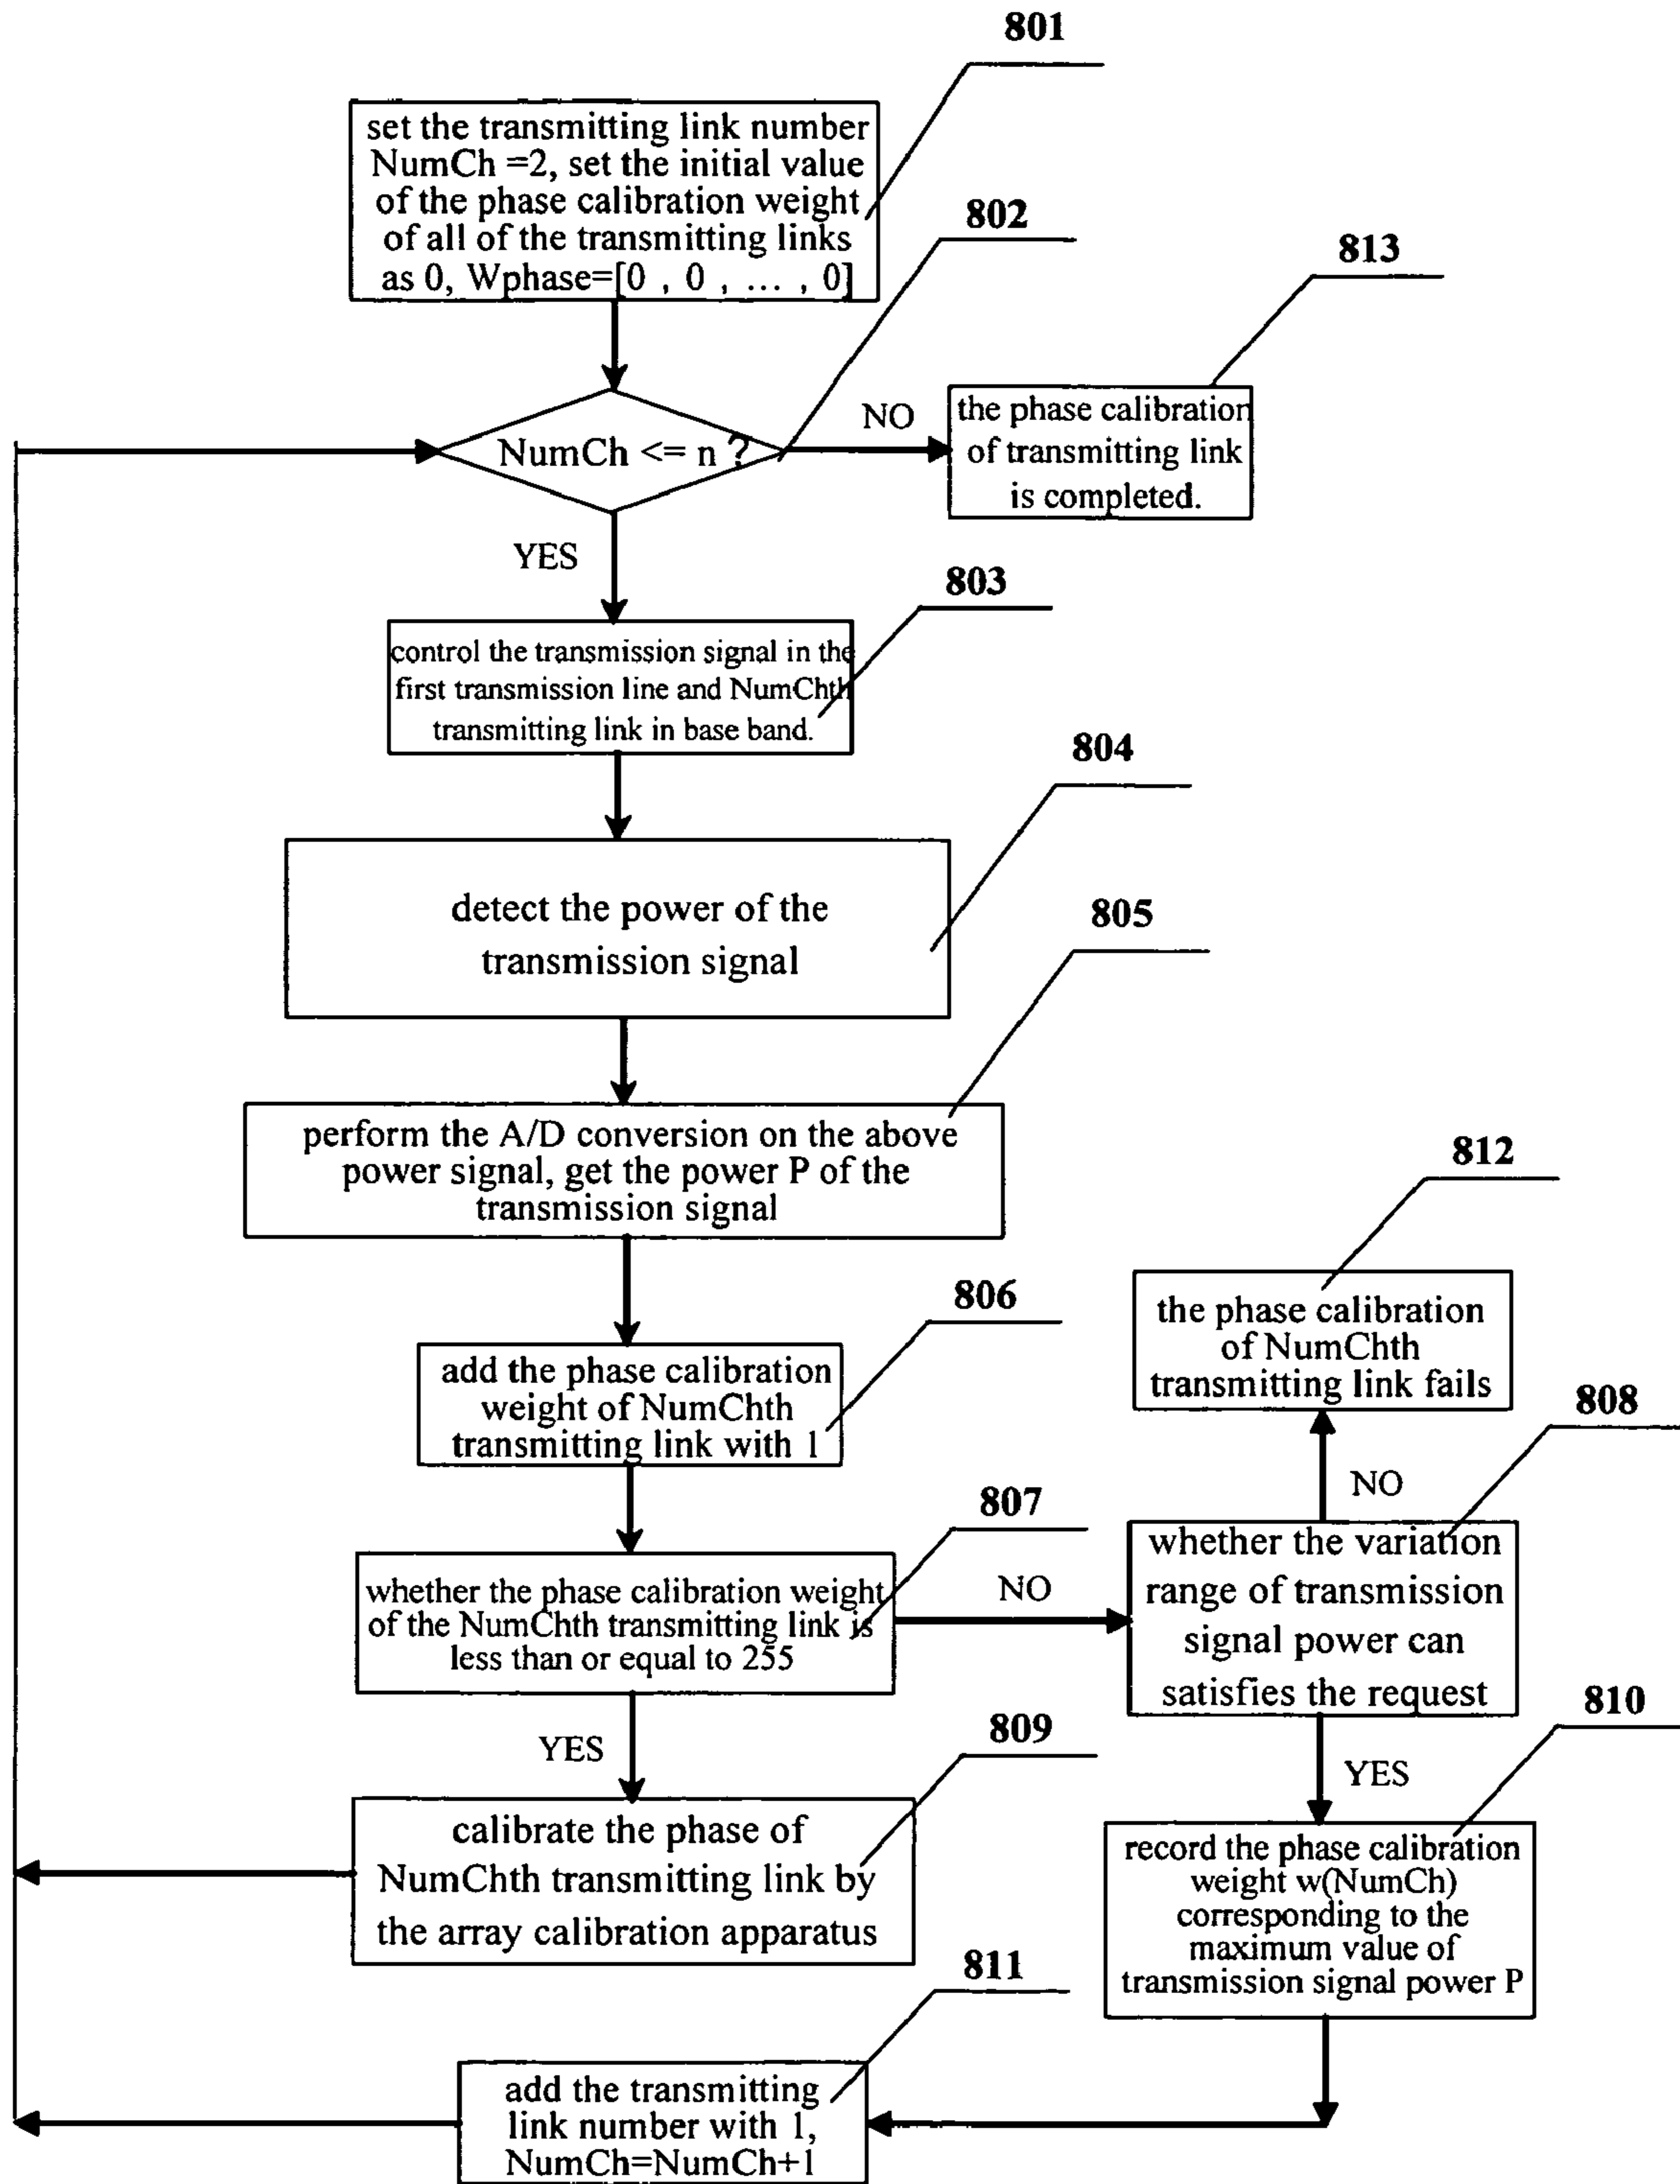 801
set the transmitting link number
NumCh =2, set the initial value
of the phase calibration weight
of all of the transmitting links
as 0, Wphase=[0 , 0 , ... , 0]
802
813
NumCh <= n ?
NO
the phase calibration
of transmitting link
is completed.
YES
803
control the transmission signal in the
first transmission line and NumChth
transmitting link in base band.
804
detect the power of the
transmission signal
805
perform the A/D conversion on the above
power signal, get the power P of the
transmission signal
806
add the phase calibration
weight of NumChth
transmitting link with 1
812
the phase calibration
of NumChth
transmitting link fails
807
whether the phase calibration weight
of the NumChth transmitting link is
less than or equal to 255
NO
808
NO
whether the variation
range of transmission
signal power can
satisfies the request
YES
809
calibrate the phase of
NumChth transmitting link by
the array calibration apparatus
YES
810
record the phase calibration
weight w(NumCh)
corresponding to the
maximum value of
transmission signal power P
811
add the transmitting
link number with 1,
NumCh=NumCh+1